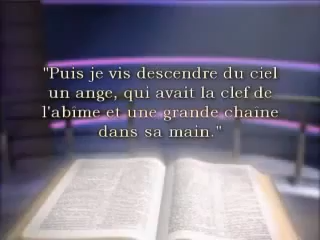 "Puis je vis descendre du ciel
un ange, qui avait la clef de
l'abîme et une grande chaîne
dans sa main."